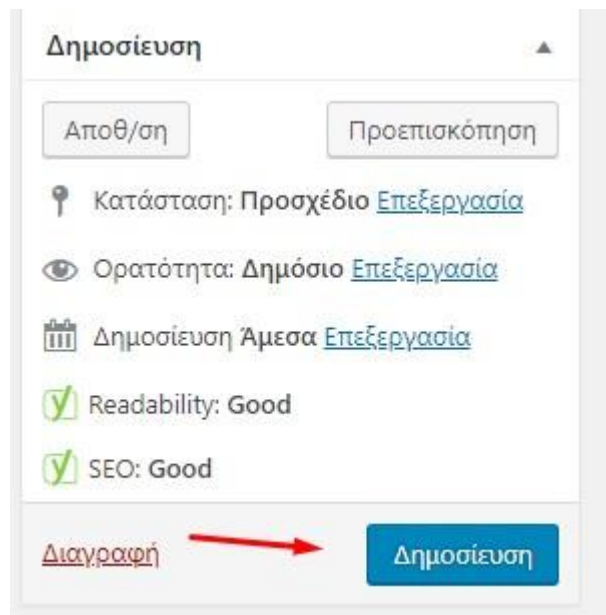 Δημοσίευση
Αποθ/ση Προεπισκόπηση
Κατάσταση: Προσχέδιο Επεξεργασία
Ορατότητα: Δημόσιο Επεξεργασία
Δημοσίευση Άμεσα Επεξεργασία
Readability: Good
SEO: Good
Διαγραφή Δημοσίευση